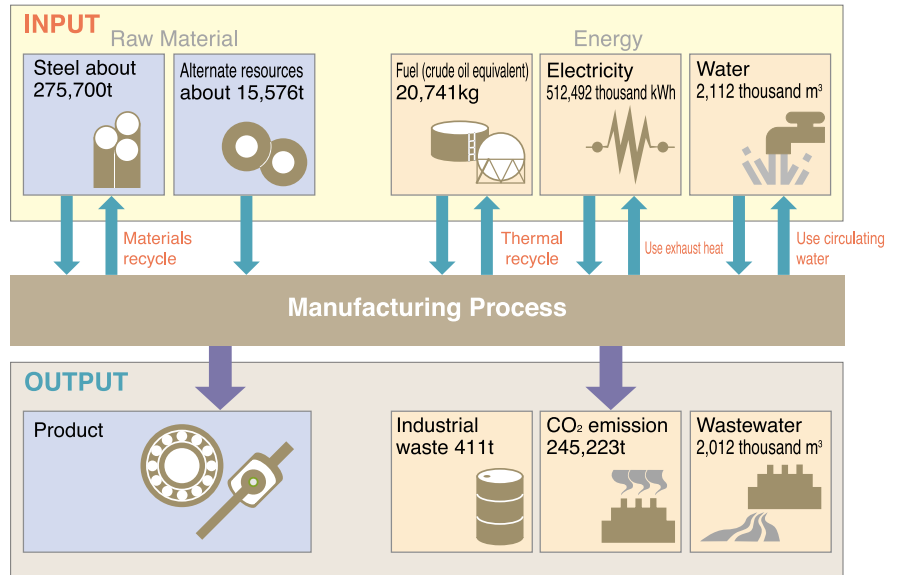 INPUT
Raw Material
Energy
Steel about
275,700t
Alternate resources
about 15,576t
Fuel (crude oil equivalent)
20,741kg
Electricity
512,492 thousand kWh
Water
2,112 thousand m³
Materials
recycle
Thermal
recycle
Use exhaust heat
Use circulating
water
Manufacturing Process
OUTPUT
Product
Industrial
waste 411t
CO₂ emission
245,223t
Wastewater
2,012 thousand m³